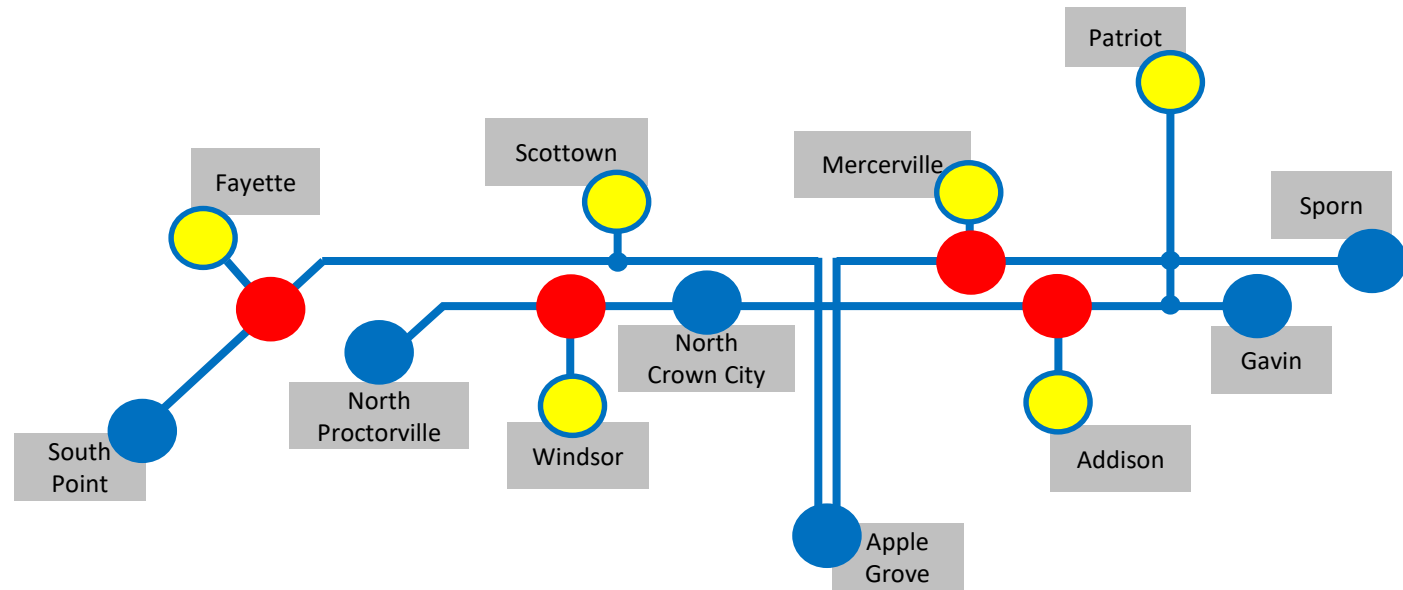 Patriot
Scottown
Mercerville
Fayette
Sporn
North
Crown City
Gavin
North
Proctorville
South
Point
Windsor
Addison
Apple
Grove